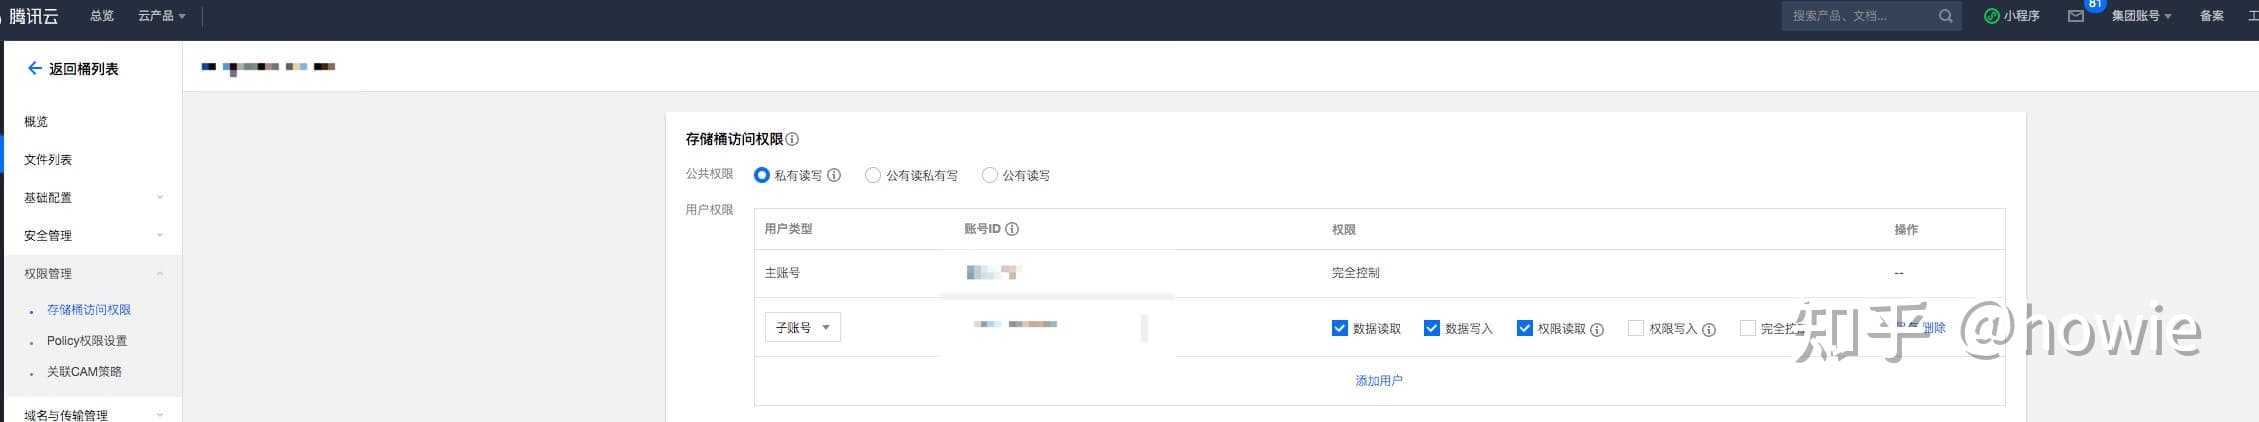 腾讯云 总览 云产品 搜索产品、文档... 小程序 81 集团账号 备案 工
返回桶列表
概览
文件列表
基础配置
安全管理
权限管理
存储桶访问权限
Policy权限设置
关联CAM策略
域名与传输管理
存储桶访问权限
公共权限 私有读写 公有读私有写 公有读写
用户权限
用户类型 账号ID 权限 操作
主账号 完全控制 --
子账号 数据读取 数据写入 权限读取 权限写入 完全控 删除
添加用户
知乎 @howie